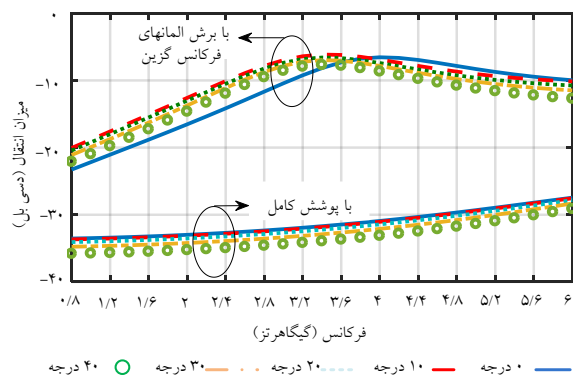 میزان انتقال (دسی بل)
۰
-۱۰
-۲۰
-۳۰
-۴۰
با برش المانهای
فرکانس گزین
با پوشش کامل
۰/۸ ۱/۲ ۱/۶ ۲ ۲/۴ ۲/۸ ۳/۲ ۳/۶ ۴ ۴/۴ ۴/۸ ۵/۲ ۵/۶ ۶
فرکانس (گیگاهرتز)
۰ درجه ۱۰ درجه ۲۰ درجه ۳۰ درجه ۴۰ درجه